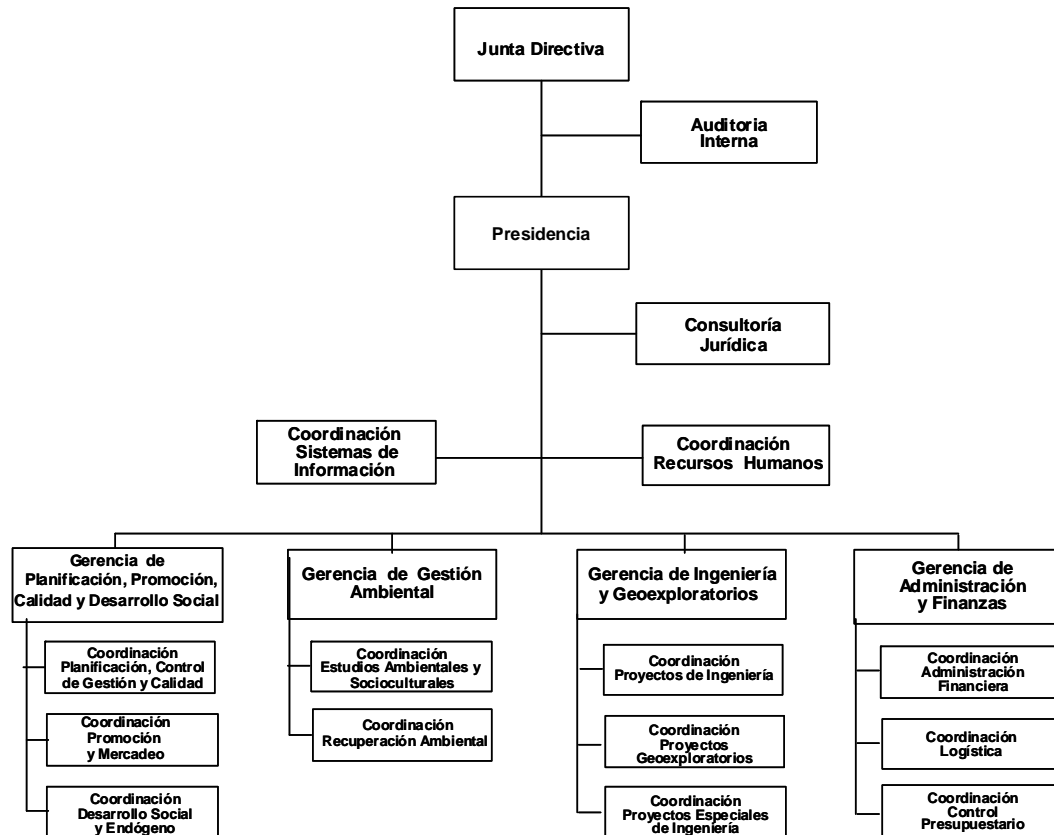 Junta Directiva
Auditoria
Interna
Presidencia
Consultoría
Jurídica
Coordinación
Sistemas de
Información
Coordinación
Recursos Humanos
Gerencia de
Planificación, Promoción,
Calidad y Desarrollo Social
Gerencia de Gestión
Ambiental
Gerencia de Ingeniería
y Geoexploratorios
Gerencia de
Administración
y Finanzas
Coordinación
Planificación, Control
de Gestión y Calidad
Coordinación
Promoción
y Mercadeo
Coordinación
Desarrollo Social
y Endógeno
Coordinación
Estudios Ambientales y
Socioculturales
Coordinación
Recuperación Ambiental
Coordinación
Proyectos de Ingeniería
Coordinación
Proyectos
Geoexploratorios
Coordinación
Proyectos Especiales
de Ingeniería
Coordinación
Administración
Financiera
Coordinación
Logística
Coordinación
Control
Presupuestario